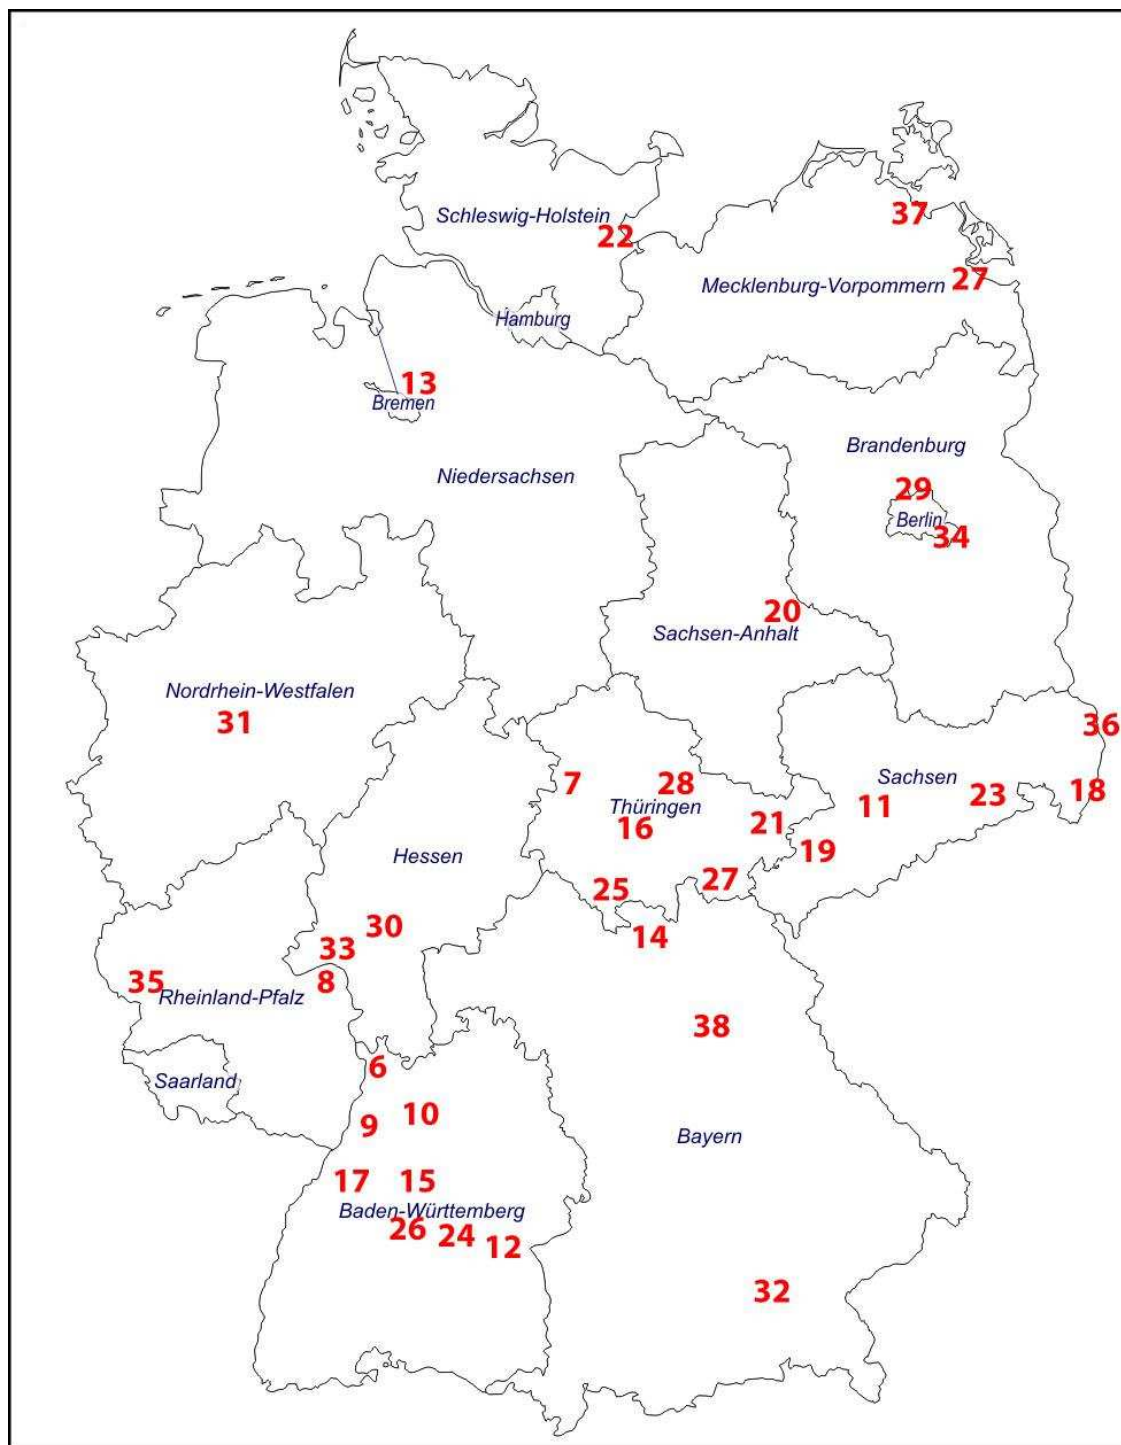 37
Schleswig-Holstein
22
27
Mecklenburg-Vorpommern
Hamburg
13
Bremen
Brandenburg
Niedersachsen
29
Berlin
34
20
Sachsen-Anhalt
Nordrhein-Westfalen
31
36
7
28
Sachsen
18
23
11
Thüringen
16
21
19
Hessen
27
25
30
14
33
35
8
Rheinland-Pfalz
38
6
Saarland
10
9
Bayern
17
15
Baden-Württemberg
26
24
12
32